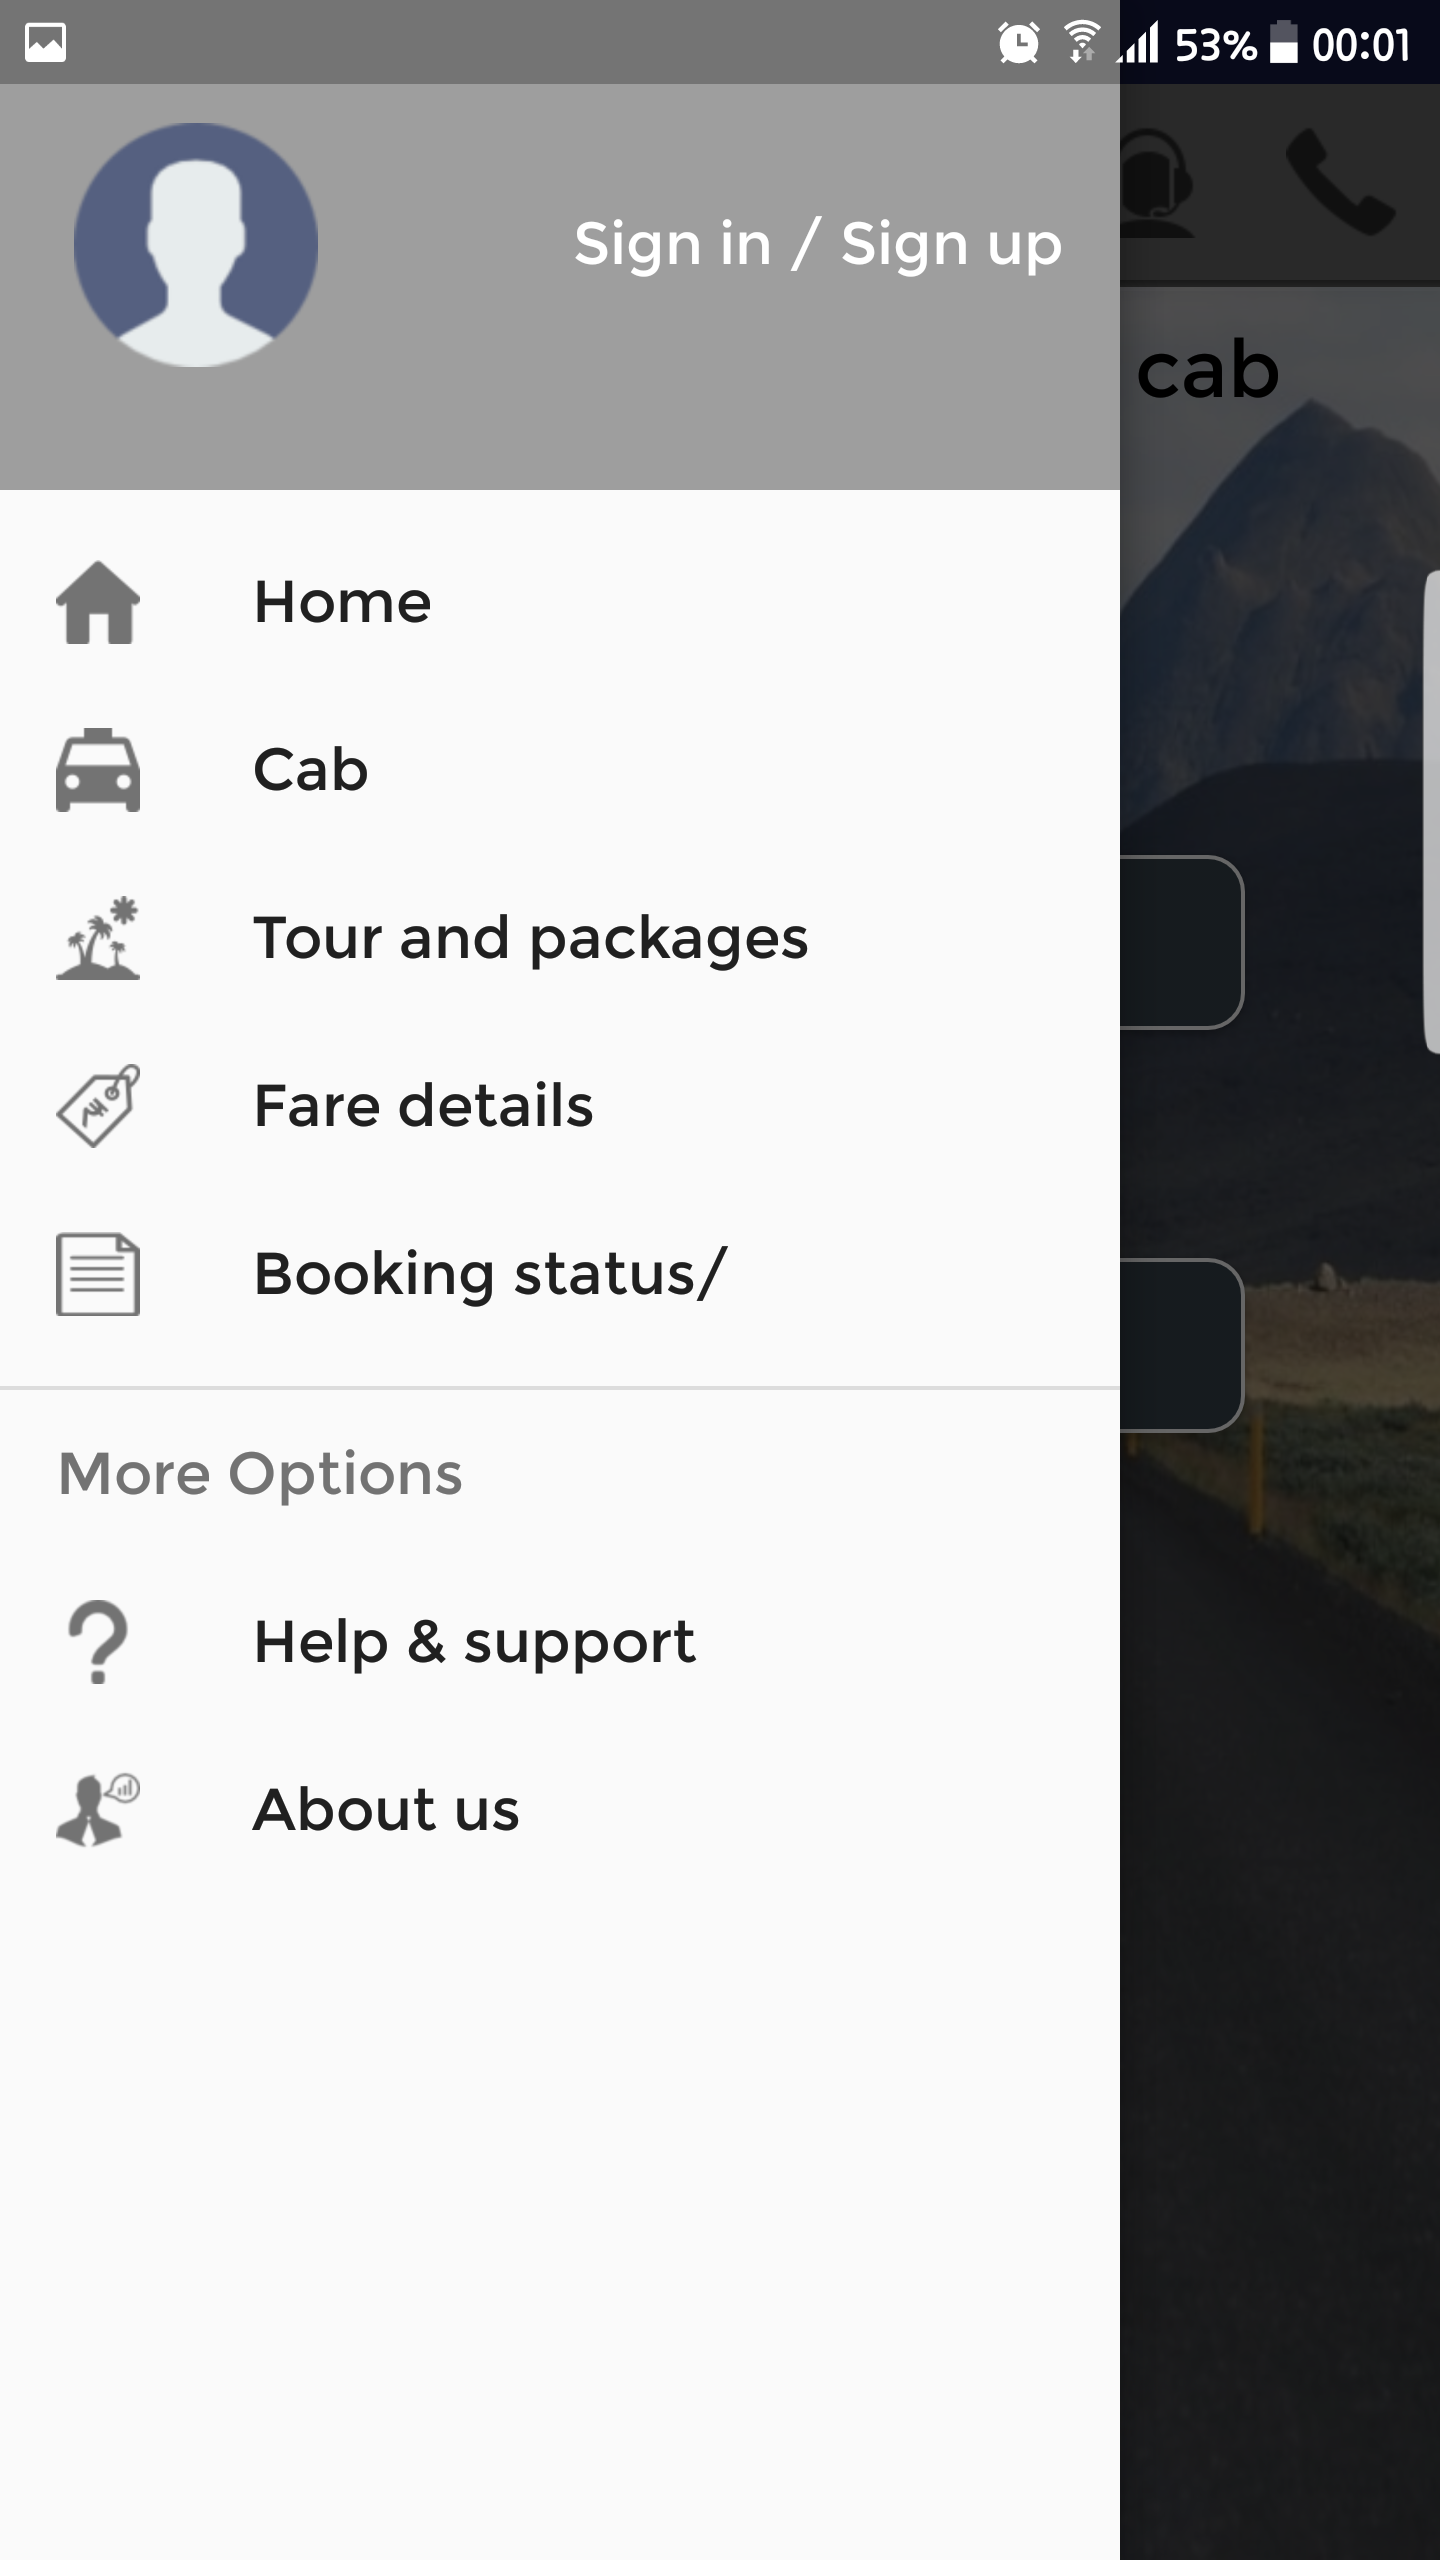 53% 00:01
Sign in / Sign up
cab
Home
Cab
Tour and packages
Fare details
Booking status/
More Options
Help & support
About us